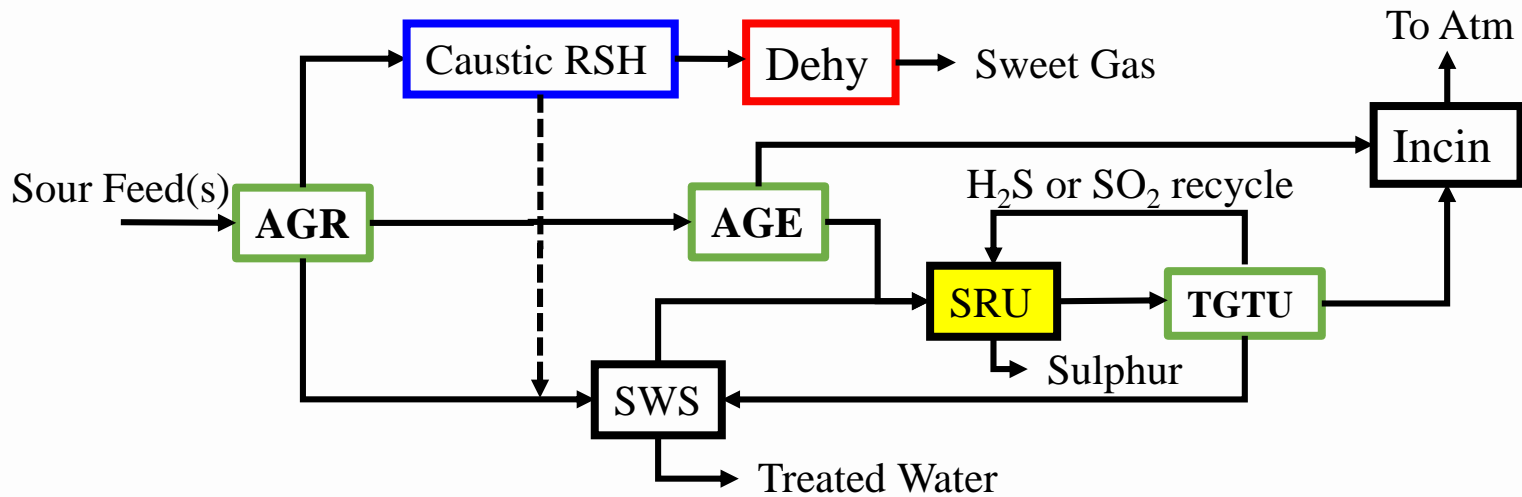 To Atm
Caustic RSH
Dehy
Sweet Gas
Incin
Sour Feed(s)
H₂S or SO₂ recycle
AGR
AGE
SRU
TGTU
Sulphur
SWS
Treated Water